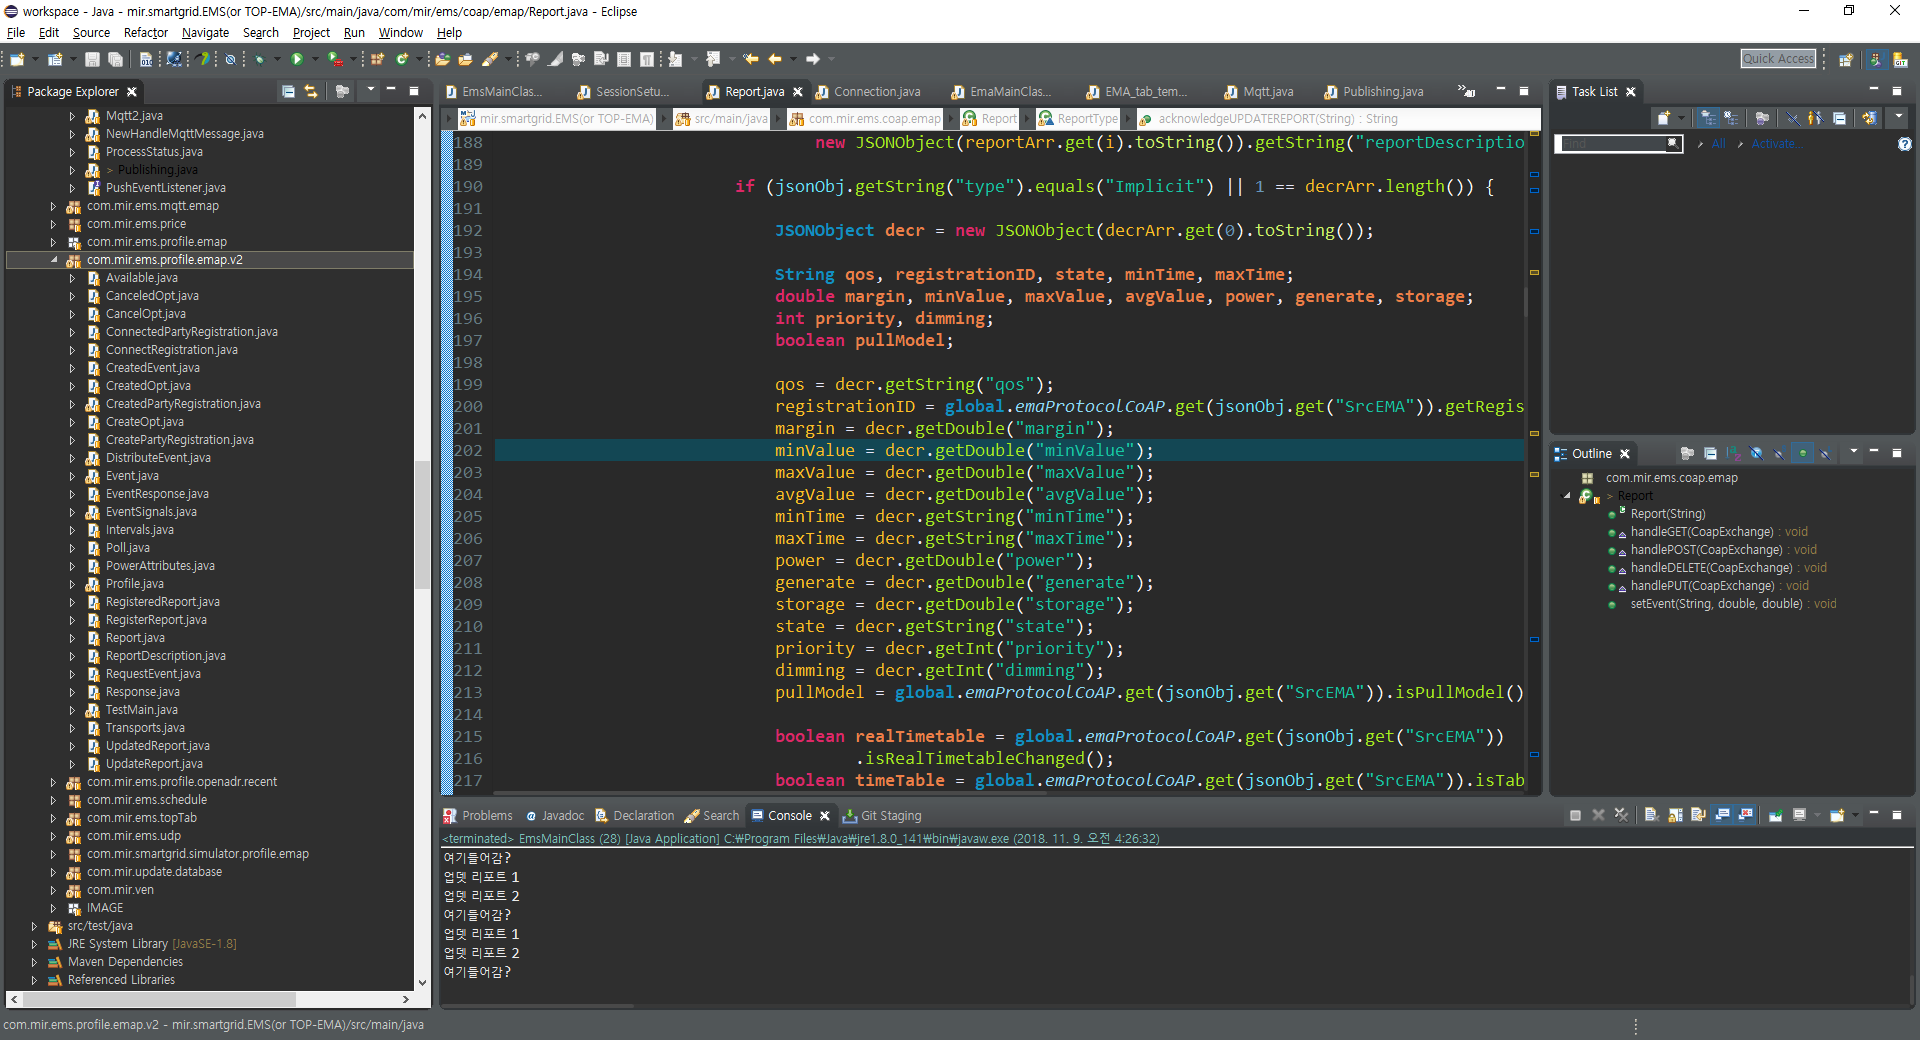 workspace - Java - mir.smartgrid.EMS(or TOP-EMA)/src/main/java/com/mir/ems/coap/emap/Report.java - Eclipse
File Edit Source Refactor Navigate Search Project Run Window Help
Quick Access
Package Explorer
Mqtt2.java
NewHandleMqttMessage.java
ProcessStatus.java
> Publishing.java
PushEventListener.java
com.mir.ems.mqtt.emap
com.mir.ems.price
com.mir.ems.profile.emap
com.mir.ems.profile.emap.v2
Available.java
CanceledOpt.java
CancelOpt.java
ConnectedPartyRegistration.java
ConnectRegistration.java
CreatedEvent.java
CreatedOpt.java
CreatedPartyRegistration.java
CreateOpt.java
CreatePartyRegistration.java
DistributeEvent.java
Event.java
EventResponse.java
EventSignals.java
Intervals.java
Poll.java
PowerAttributes.java
Profile.java
RegisteredReport.java
RegisterReport.java
Report.java
ReportDescription.java
RequestEvent.java
Response.java
TestMain.java
Transports.java
UpdatedReport.java
UpdateReport.java
com.mir.ems.profile.openadr.recent
com.mir.ems.schedule
com.mir.ems.topTab
com.mir.ems.udp
com.mir.smartgrid.simulator.profile.emap
com.mir.update.database
com.mir.ven
IMAGE
src/test/java
JRE System Library [JavaSE-1.8]
Maven Dependencies
Referenced Libraries
EmsMainClas... SessionSetu... Report.java Connection.java EmaMainClas... EMA_tab_tem... Mqtt.java Publishing.java »40
mir.smartgrid.EMS(or TOP-EMA) src/main/java com.mir.ems.coap.emap Report ReportType acknowledgeUPDATEREPORT(String) : String
188 new JSONObject(reportArr.get(i).toString()).getString("reportDescriptio
189
190 if (jsonObj.getString("type").equals("Implicit") || 1 == decrArr.length()) {
191
192 JSONObject decr = new JSONObject(decrArr.get(0).toString());
193
194 String qos, registrationID, state, minTime, maxTime;
195 double margin, minValue, maxValue, avgValue, power, generate, storage;
196 int priority, dimming;
197 boolean pullModel;
198
199 qos = decr.getString("qos");
200 registrationID = global.emaProtocolCoAP.get(jsonObj.get("SrcEMA")).getRegis
201 margin = decr.getDouble("margin");
202 minValue = decr.getDouble("minValue");
203 maxValue = decr.getDouble("maxValue");
204 avgValue = decr.getDouble("avgValue");
205 minTime = decr.getString("minTime");
206 maxTime = decr.getString("maxTime");
207 power = decr.getDouble("power");
208 generate = decr.getDouble("generate");
209 storage = decr.getDouble("storage");
210 state = decr.getString("state");
211 priority = decr.getInt("priority");
212 dimming = decr.getInt("dimming");
213 pullModel = global.emaProtocolCoAP.get(jsonObj.get("SrcEMA")).isPullModel()
214
215 boolean realTimetable = global.emaProtocolCoAP.get(jsonObj.get("SrcEMA"))
216 .isRealTimetableChanged();
217 boolean timeTable = global.emaProtocolCoAP.get(jsonObj.get("SrcEMA")).isTab
Problems Javadoc Declaration Search Console Git Staging
<terminated> EmsMainClass (28) [Java Application] C:₩Program Files₩Java₩jre1.8.0_141₩bin₩javaw.exe (2018. 11. 9. 오전 4:26:32)
여기들어감?
업뎃 리포트 1
업뎃 리포트 2
여기들어감?
업뎃 리포트 1
업뎃 리포트 2
여기들어감?
Task List
Find All Activate...
Outline
com.mir.ems.coap.emap
> Report
Report(String)
handleGET(CoapExchange) : void
handlePOST(CoapExchange) : void
handleDELETE(CoapExchange) : void
handlePUT(CoapExchange) : void
setEvent(String, double, double) : void
com.mir.ems.profile.emap.v2 - mir.smartgrid.EMS(or TOP-EMA)/src/main/java